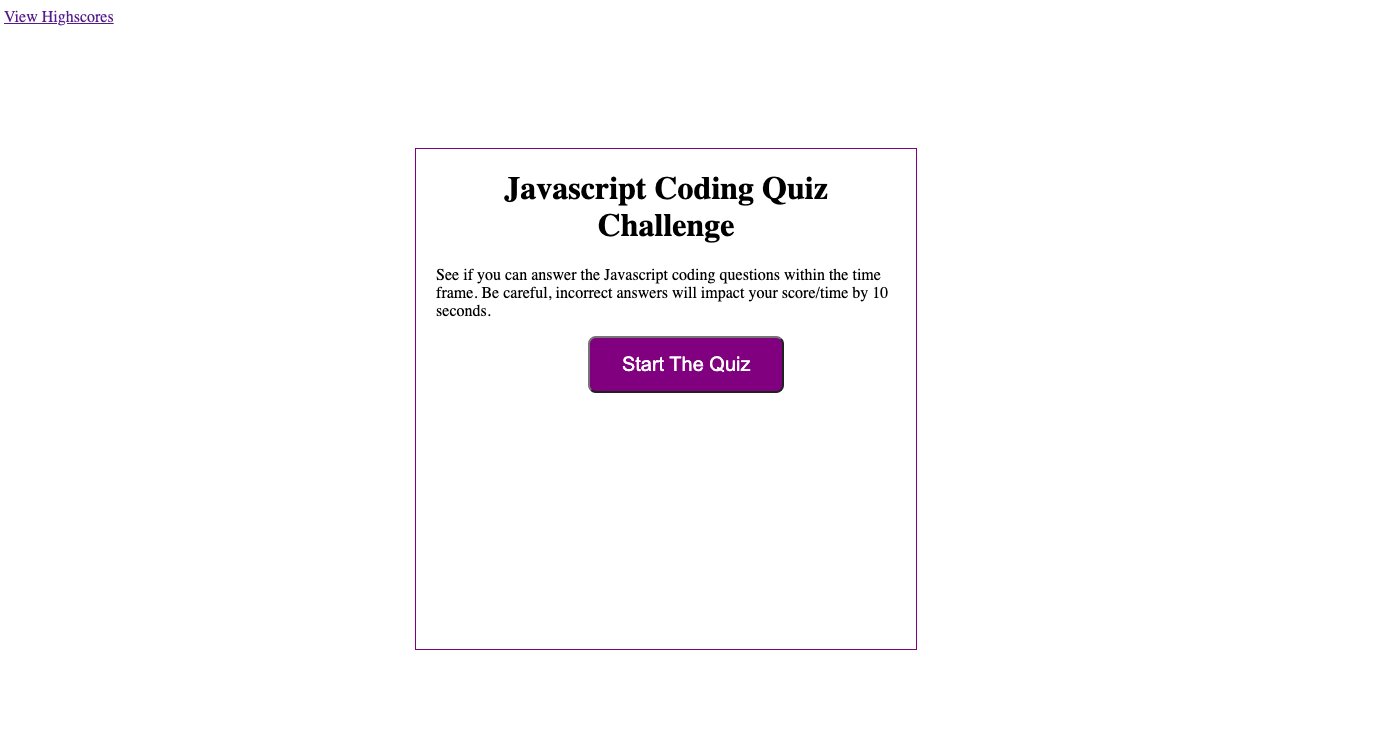 View Highscores
Javascript Coding Quiz
Challenge
See if you can answer the Javascript coding questions within the time
frame. Be careful, incorrect answers will impact your score/time by 10
seconds.
Start The Quiz